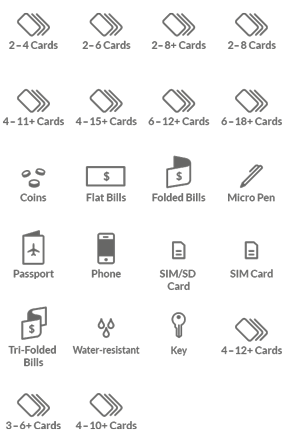 2–4 Cards 2–6 Cards 2–8+ Cards 2–8 Cards
4–11+ Cards 4–15+ Cards 6–12+ Cards 6–18+ Cards
$ $
Coins Flat Bills Folded Bills Micro Pen
Passport Phone SIM/SD SIM Card
Card
$
Tri-Folded Water-resistant Key 4–12+ Cards
Bills
3–6+ Cards 4–10+ Cards